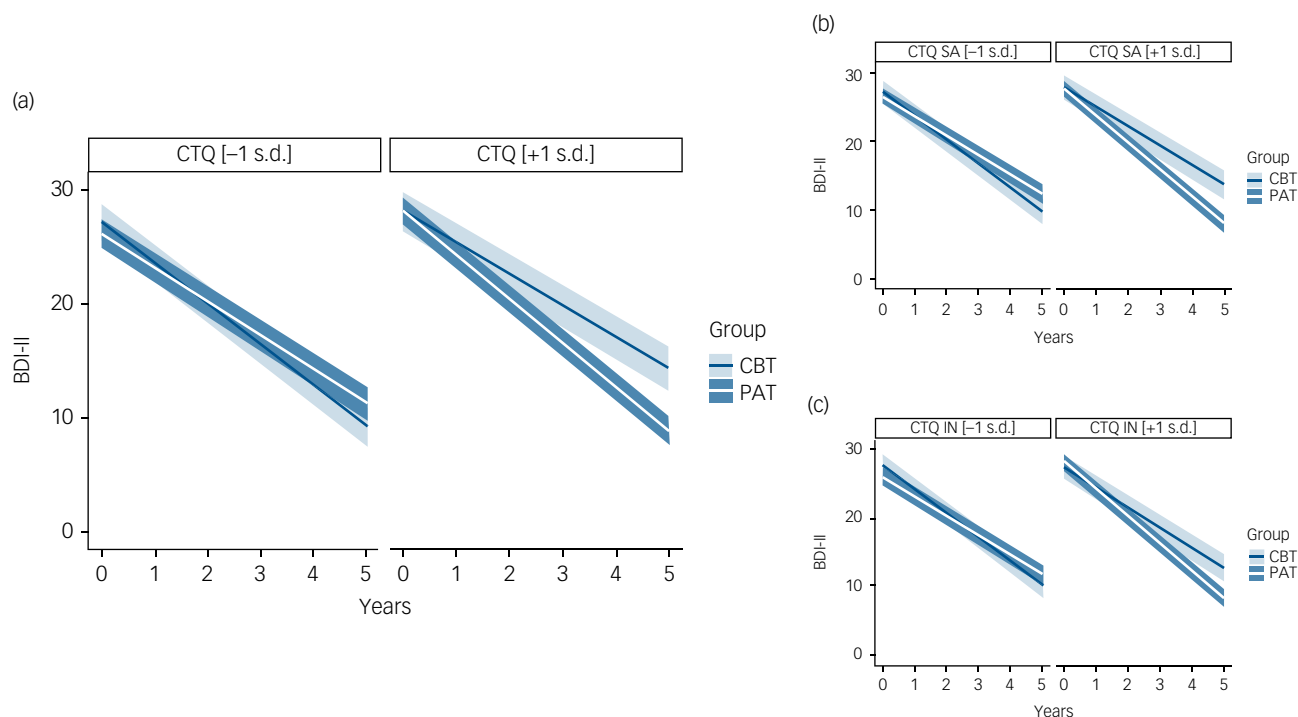 (a)
CTQ [–1 s.d.] CTQ [+1 s.d.]
30
20
10
0
BDI-II
0 1 2 3 4 5 0 1 2 3 4 5
Years
Group
CBT
PAT
(b)
CTQ SA [–1 s.d.] CTQ SA [+1 s.d.]
30
20
10
0
BDI-II
0 1 2 3 4 5 0 1 2 3 4 5
Years
Group
CBT
PAT
(c)
CTQ IN [–1 s.d.] CTQ IN [+1 s.d.]
30
20
10
0
BDI-II
0 1 2 3 4 5 0 1 2 3 4 5
Years
Group
CBT
PAT